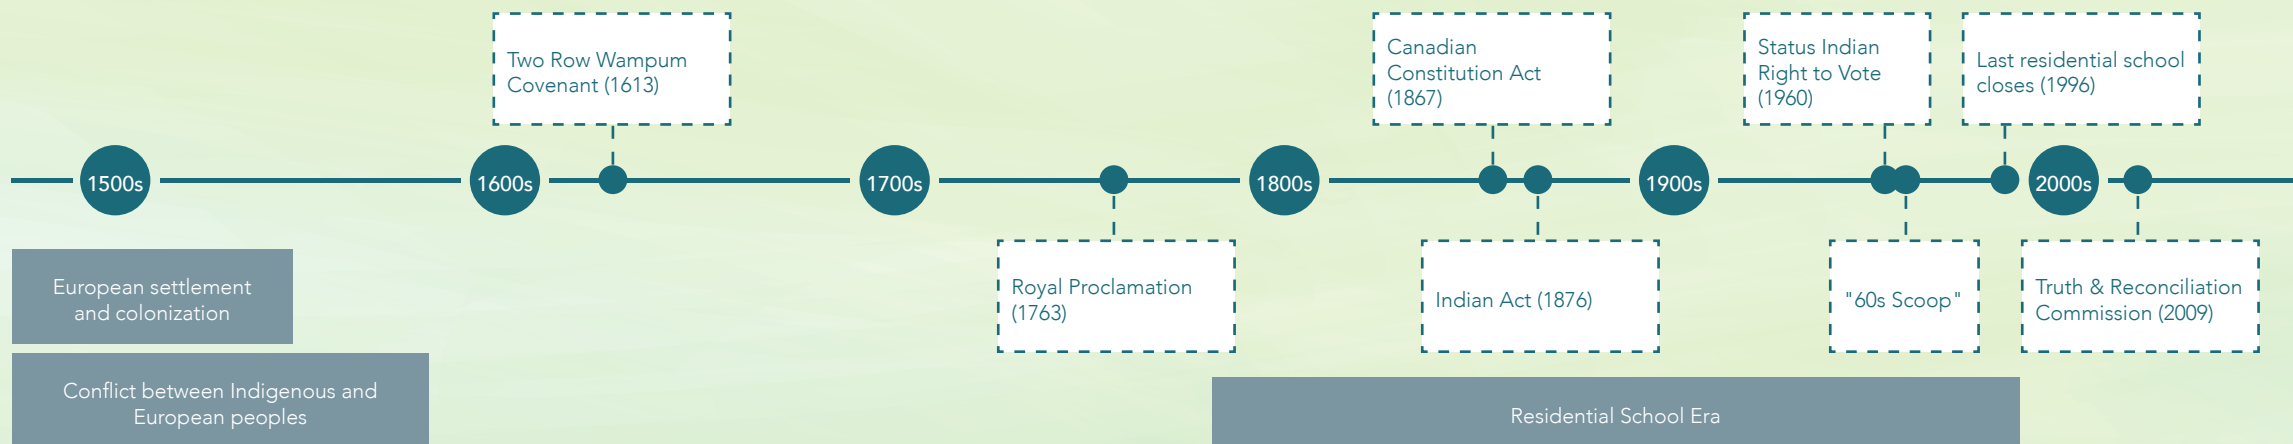 Two Row Wampum
Covenant (1613)
Canadian
Constitution Act
(1867)
Status Indian
Right to Vote
(1960)
Last residential school
closes (1996)
1500s
1600s
1700s
1800s
1900s
2000s
European settlement
and colonization
Royal Proclamation
(1763)
Indian Act (1876)
"60s Scoop"
Truth & Reconciliation
Commission (2009)
Conflict between Indigenous and
European peoples
Residential School Era